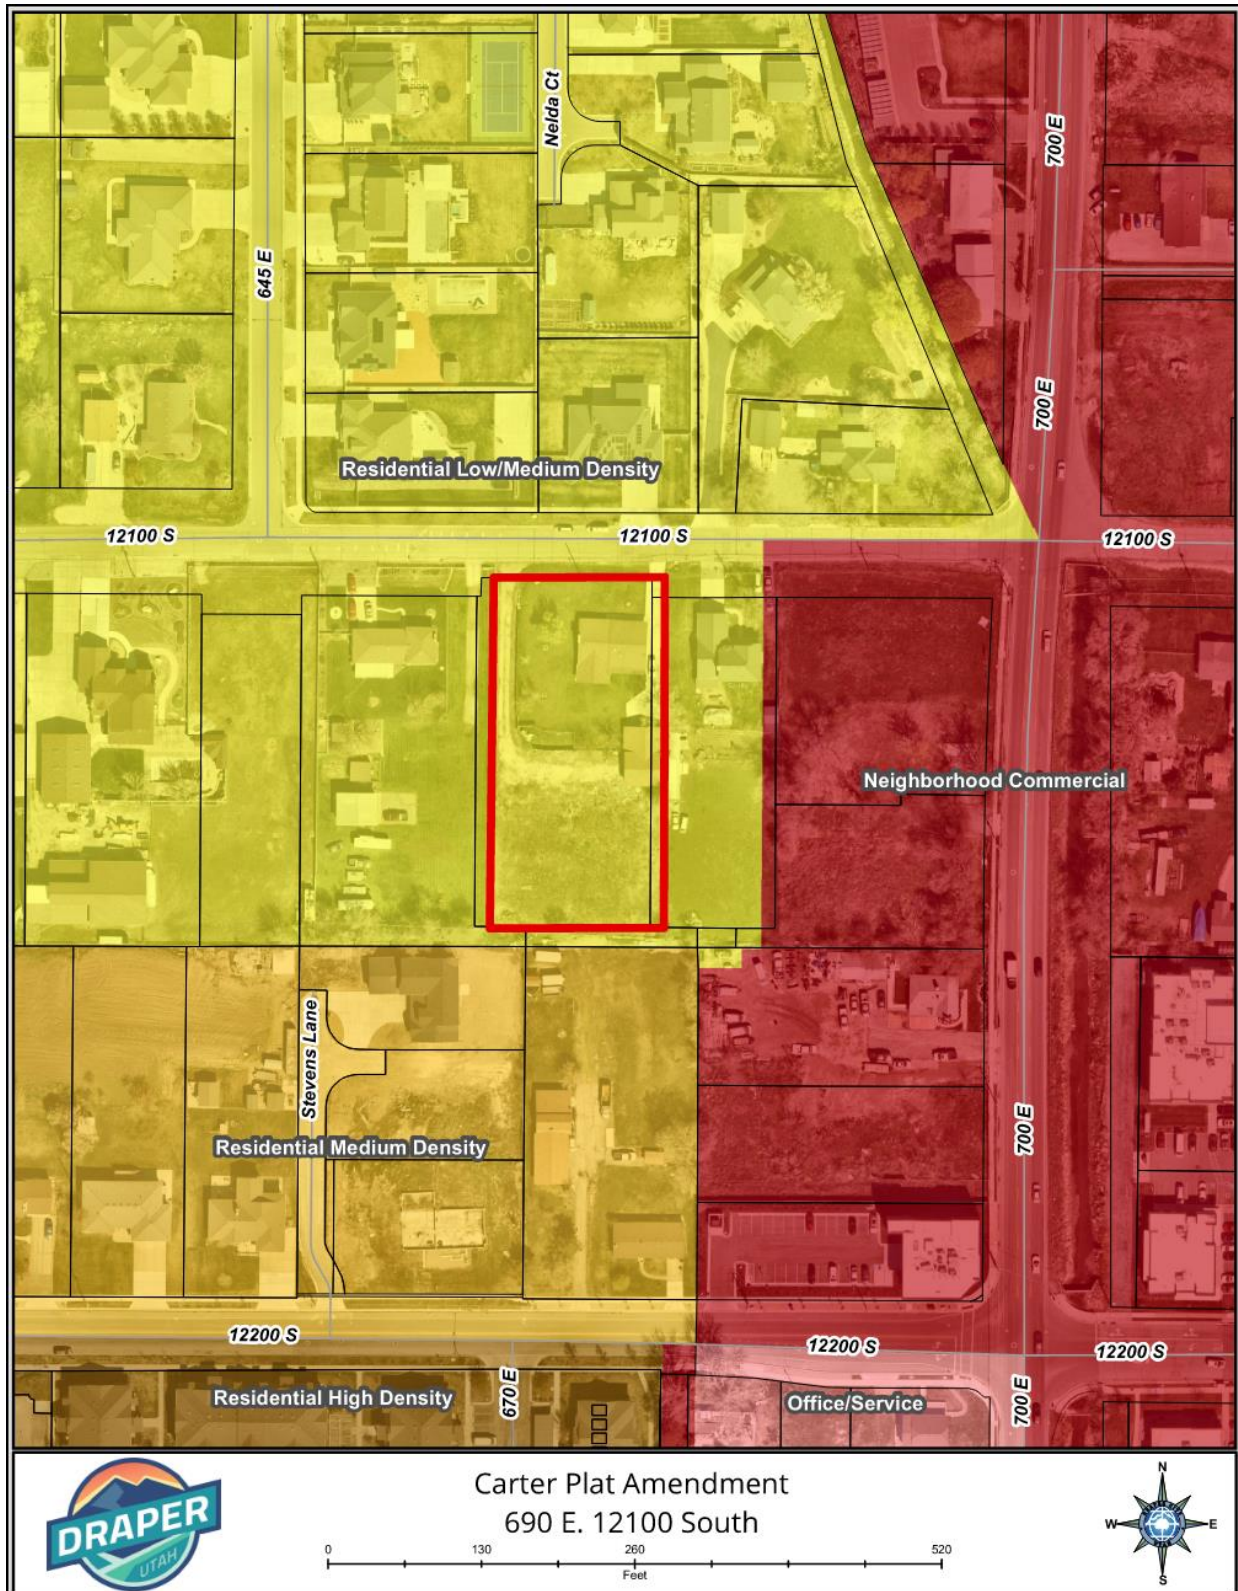 Nelda Ct
700 E
645 E
700 E
Residential Low/Medium Density
12100 S
12100 S
12100 S
Neighborhood Commercial
Stevens Lane
700 E
Residential Medium Density
12200 S
12200 S
12200 S
670 E
700 E
Residential High Density
Office/Service
DRAPER
UTAH
Carter Plat Amendment
690 E. 12100 South
0 130 260 520
Feet
N
W E
S